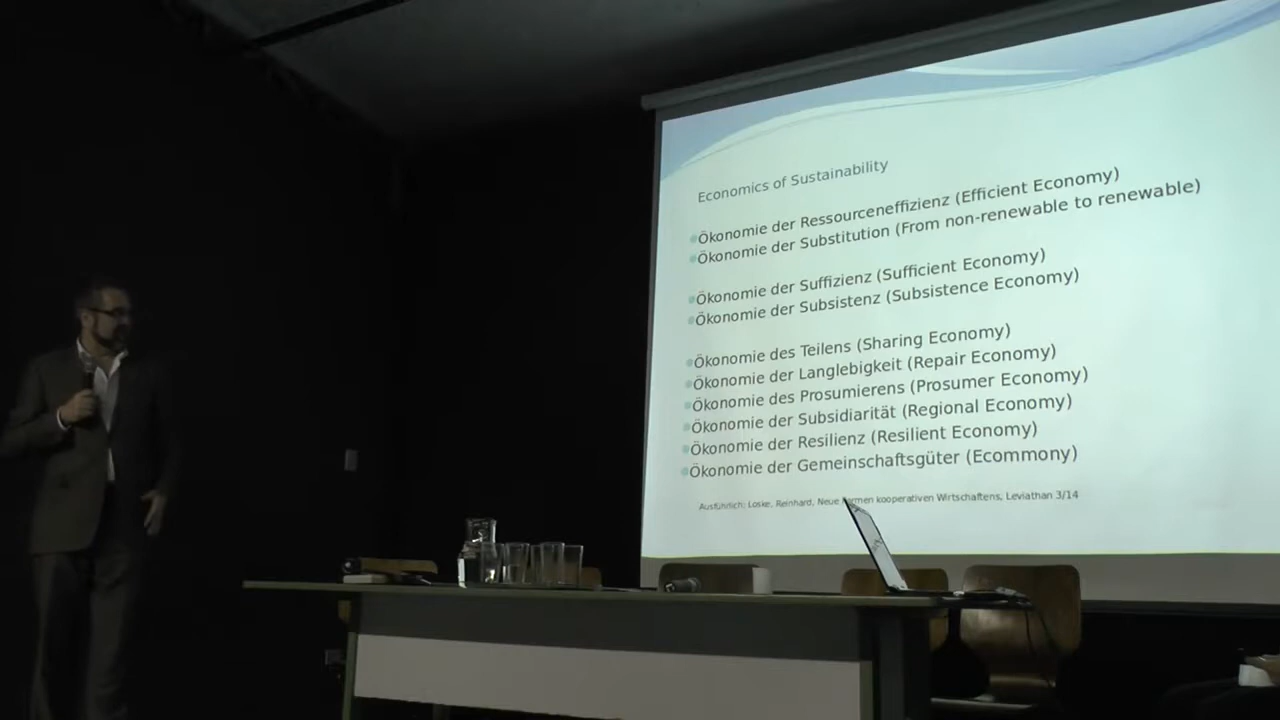 Economics of Sustainability
Ökonomie der Ressourceneffizienz (Efficient Economy)
Ökonomie der Substitution (From non-renewable to renewable)
Ökonomie der Suffizienz (Sufficient Economy)
Ökonomie der Subsistenz (Subsistence Economy)
Ökonomie des Teilens (Sharing Economy)
Ökonomie der Langlebigkeit (Repair Economy)
Ökonomie des Prosumierens (Prosumer Economy)
Ökonomie der Subsidiarität (Regional Economy)
Ökonomie der Resilienz (Resilient Economy)
Ökonomie der Gemeinschaftsgüter (Ecommony)
Ausführlich: Loske, Reinhard, Neue Formen kooperativen Wirtschaftens, Leviathan 3/14